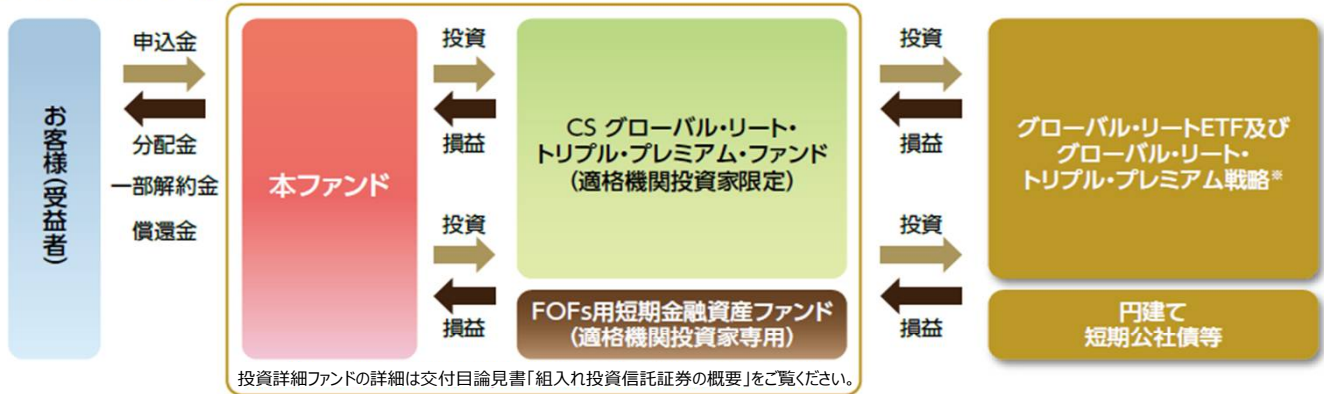 お客様(受益者)
申込金
分配金
一部解約金
償還金
本ファンド
投資
損益
投資
損益
CS グローバル・リート・
トリプル・プレミアム・ファンド
(適格機関投資家限定)
FOFs用短期金融資産ファンド
(適格機関投資家専用)
投資
損益
投資
損益
グローバル・リートETF及び
グローバル・リート・
トリプル・プレミアム戦略※
円建て
短期公社債等
投資詳細ファンドの詳細は交付目論見書「組入れ投資信託証券の概要」をご覧ください。